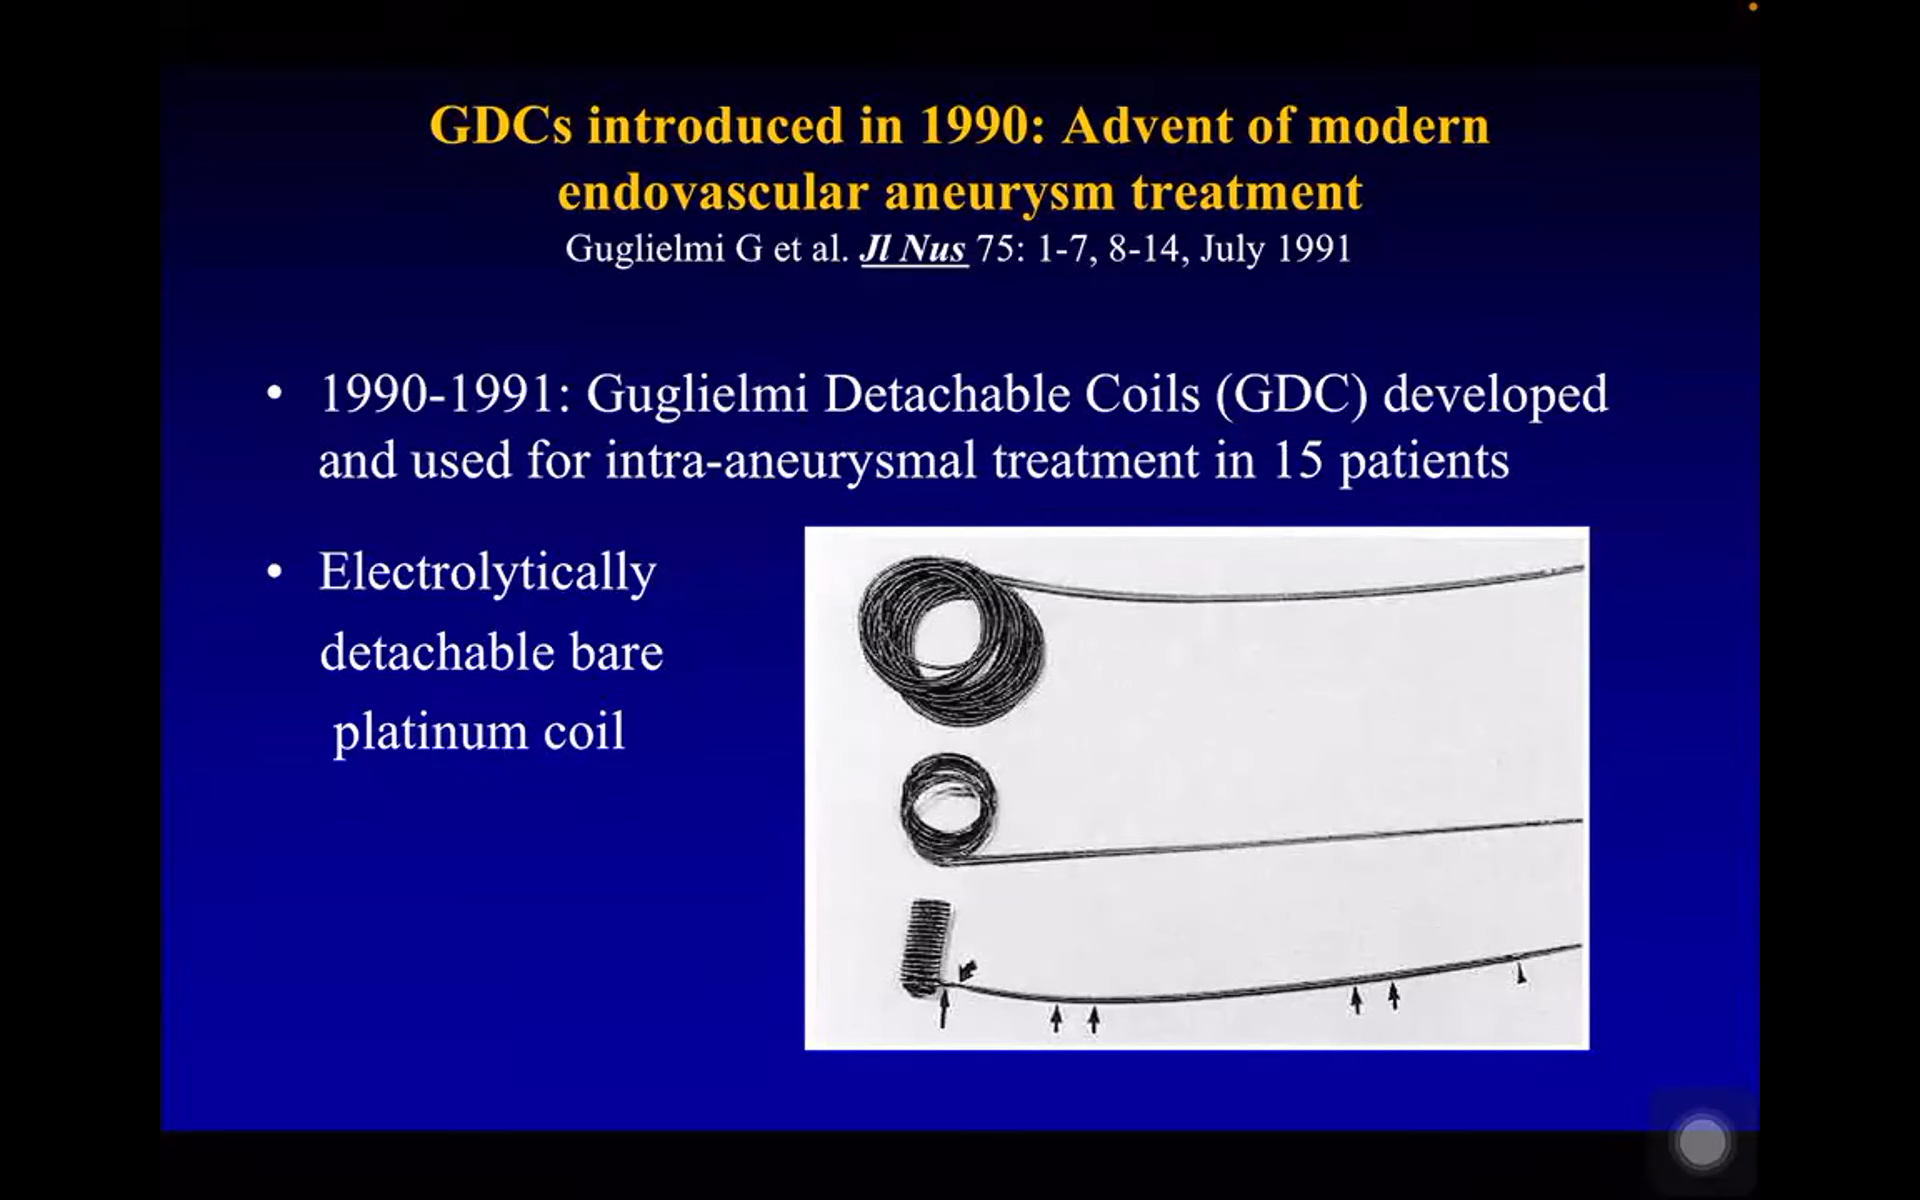 GDCs introduced in 1990: Advent of modern
endovascular aneurysm treatment
Guglielmi G et al. Jl Nus 75: 1-7, 8-14, July 1991
• 1990-1991: Guglielmi Detachable Coils (GDC) developed
and used for intra-aneurysmal treatment in 15 patients
• Electrolytically
detachable bare
platinum coil